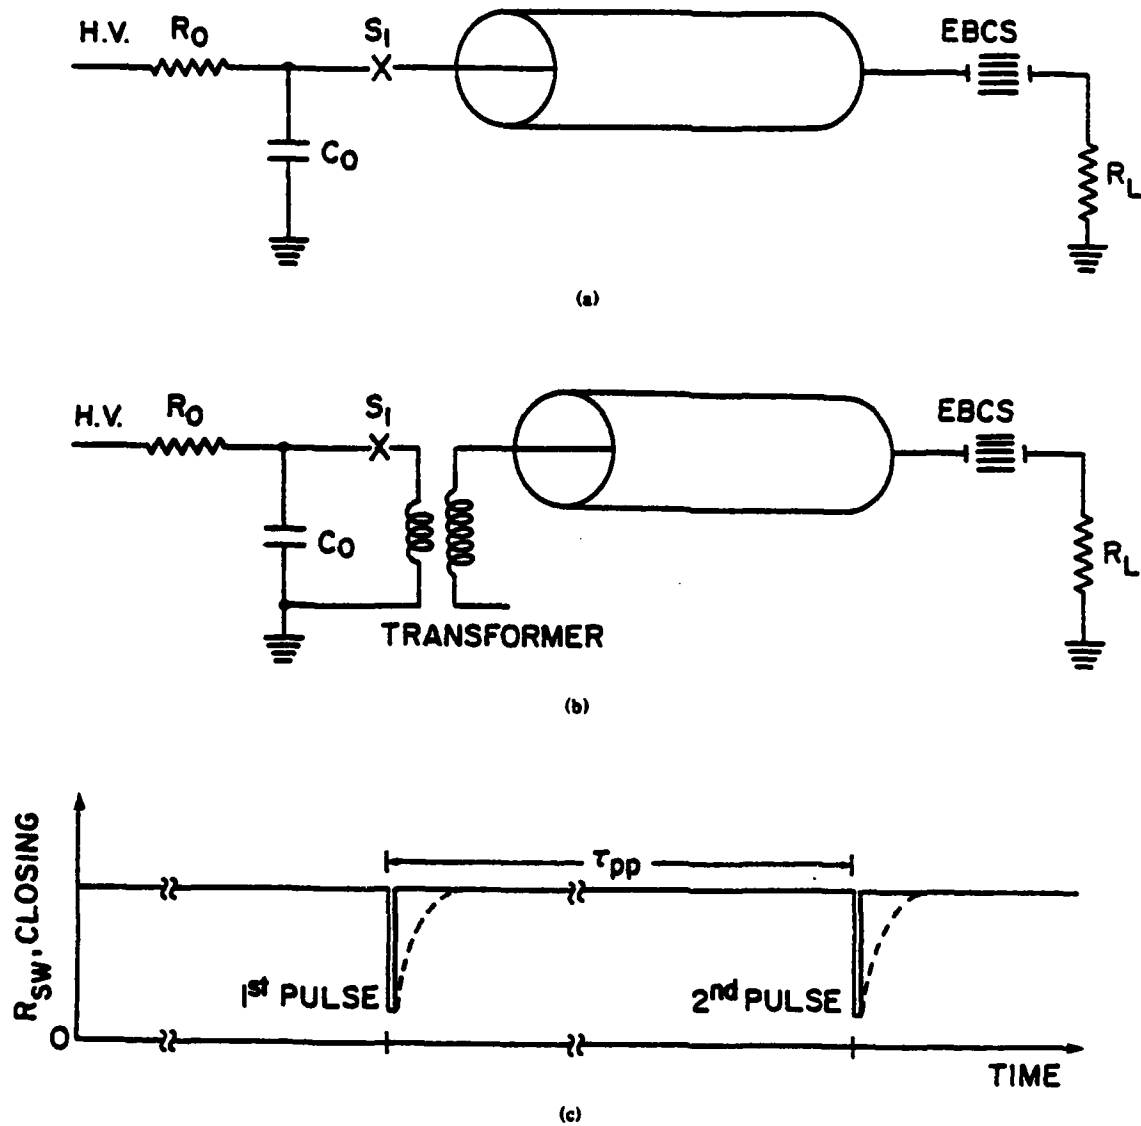 H.V. R0 S1 EBCS
C0
RL
(a)
H.V. R0 S1 EBCS
C0
RL
TRANSFORMER
(b)
RSW, CLOSING
τpp
1st PULSE
2nd PULSE
0
TIME
(c)